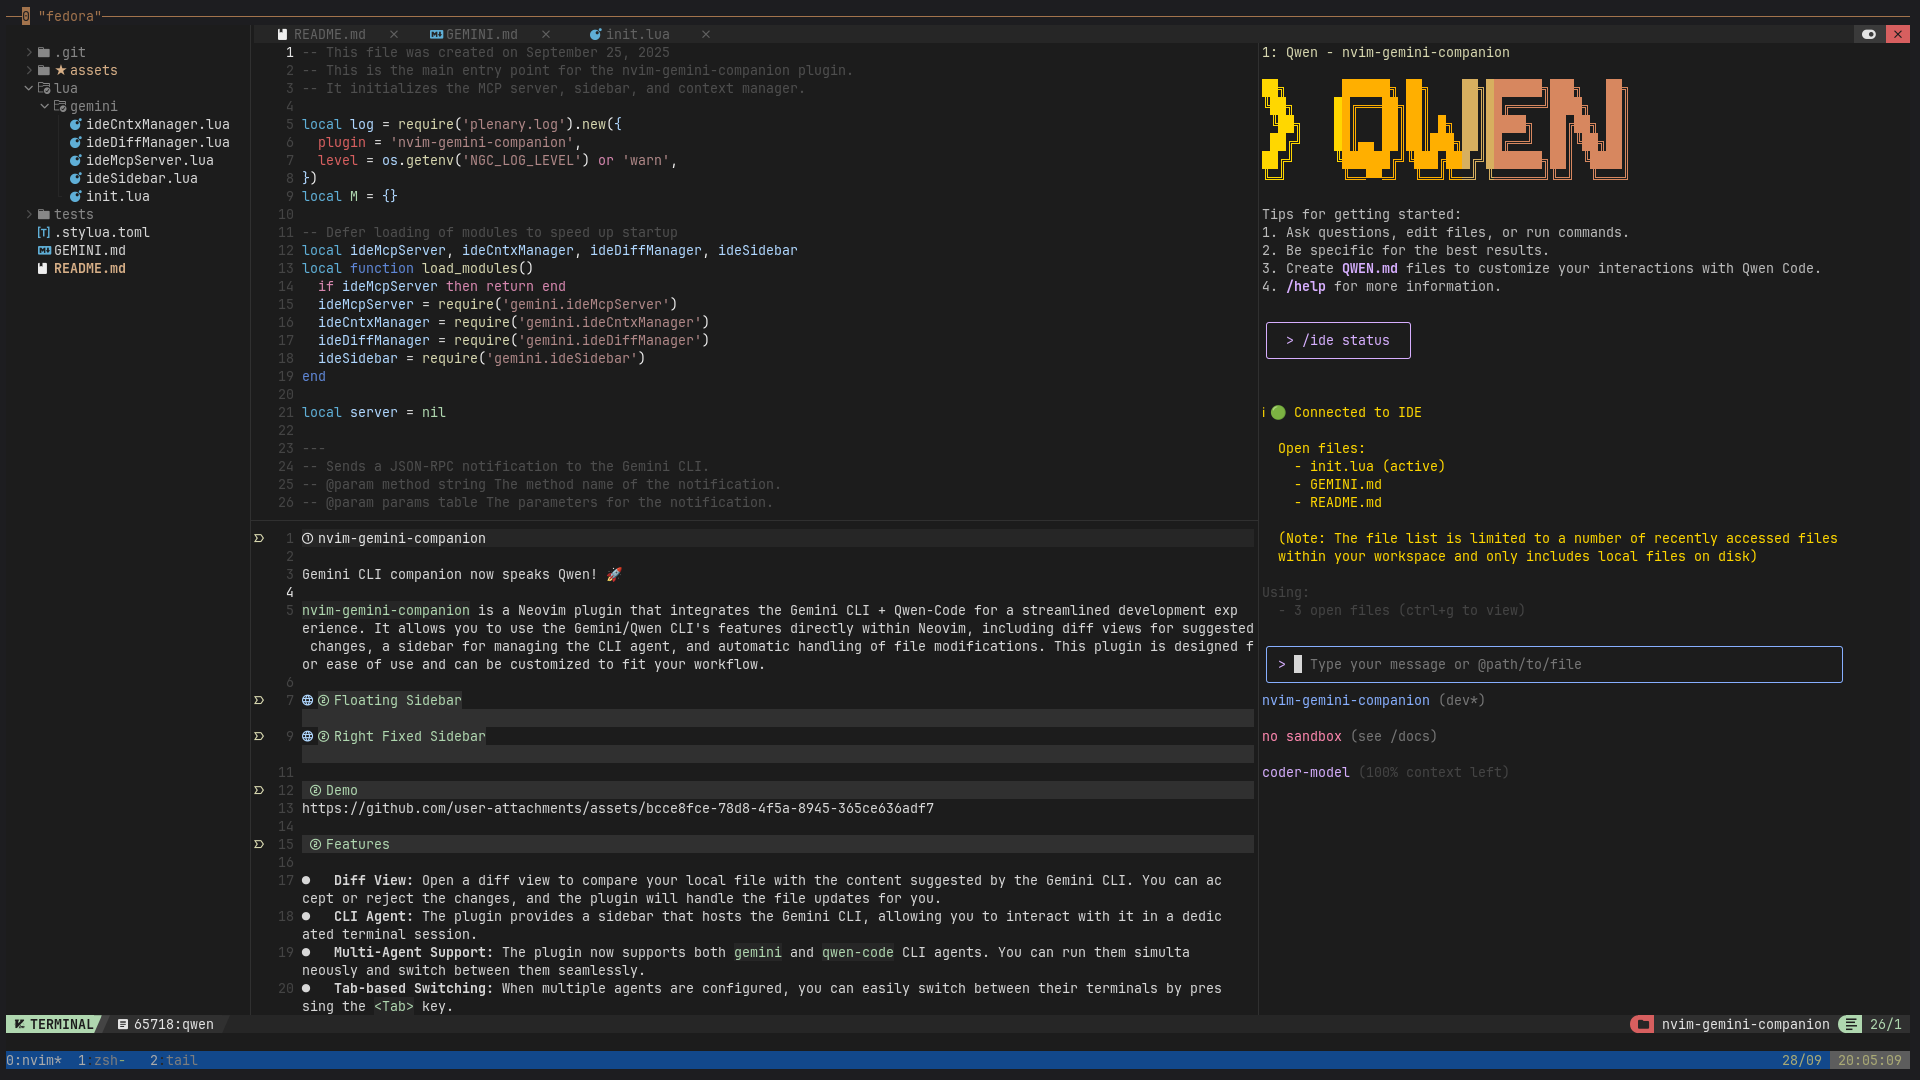 0 "fedora"
.git
★ assets
lua
gemini
ideCntxManager.lua
ideDiffManager.lua
ideMcpServer.lua
ideSidebar.lua
init.lua
tests
.stylua.toml
GEMINI.md
README.md
README.md × GEMINI.md × init.lua ×
1 -- This file was created on September 25, 2025
2 -- This is the main entry point for the nvim-gemini-companion plugin.
3 -- It initializes the MCP server, sidebar, and context manager.
4
5 local log = require('plenary.log').new({
6 plugin = 'nvim-gemini-companion',
7 level = os.getenv('NGC_LOG_LEVEL') or 'warn',
8 })
9 local M = {}
10
11 -- Defer loading of modules to speed up startup
12 local ideMcpServer, ideCntxManager, ideDiffManager, ideSidebar
13 local function load_modules()
14 if ideMcpServer then return end
15 ideMcpServer = require('gemini.ideMcpServer')
16 ideCntxManager = require('gemini.ideCntxManager')
17 ideDiffManager = require('gemini.ideDiffManager')
18 ideSidebar = require('gemini.ideSidebar')
19 end
20
21 local server = nil
22
23 ---
24 -- Sends a JSON-RPC notification to the Gemini CLI.
25 -- @param method string The method name of the notification.
26 -- @param params table The parameters for the notification.
1 ① nvim-gemini-companion
2
3 Gemini CLI companion now speaks Qwen! 🚀
4
5 nvim-gemini-companion is a Neovim plugin that integrates the Gemini CLI + Qwen-Code for a streamlined development exp
erience. It allows you to use the Gemini/Qwen CLI's features directly within Neovim, including diff views for suggested
changes, a sidebar for managing the CLI agent, and automatic handling of file modifications. This plugin is designed f
or ease of use and can be customized to fit your workflow.
6
7 ② Floating Sidebar
9 ② Right Fixed Sidebar
11
12 ② Demo
13 https://github.com/user-attachments/assets/bcce8fce-78d8-4f5a-8945-365ce636adf7
14
15 ② Features
16
17 ● Diff View: Open a diff view to compare your local file with the content suggested by the Gemini CLI. You can ac
cept or reject the changes, and the plugin will handle the file updates for you.
18 ● CLI Agent: The plugin provides a sidebar that hosts the Gemini CLI, allowing you to interact with it in a dedic
ated terminal session.
19 ● Multi-Agent Support: The plugin now supports both gemini and qwen-code CLI agents. You can run them simulta
neously and switch between them seamlessly.
20 ● Tab-based Switching: When multiple agents are configured, you can easily switch between their terminals by pres
sing the <Tab> key.
1: Qwen - nvim-gemini-companion
> QWEN
Tips for getting started:
1. Ask questions, edit files, or run commands.
2. Be specific for the best results.
3. Create QWEN.md files to customize your interactions with Qwen Code.
4. /help for more information.
> /ide status
ℹ 🟢 Connected to IDE
Open files:
- init.lua (active)
- GEMINI.md
- README.md
(Note: The file list is limited to a number of recently accessed files
within your workspace and only includes local files on disk)
Using:
- 3 open files (ctrl+g to view)
> Type your message or @path/to/file
nvim-gemini-companion (dev*)
no sandbox (see /docs)
coder-model (100% context left)
TERMINAL 65718:qwen nvim-gemini-companion 26/1
0:nvim* 1:zsh- 2:tail 28/09 20:05:09